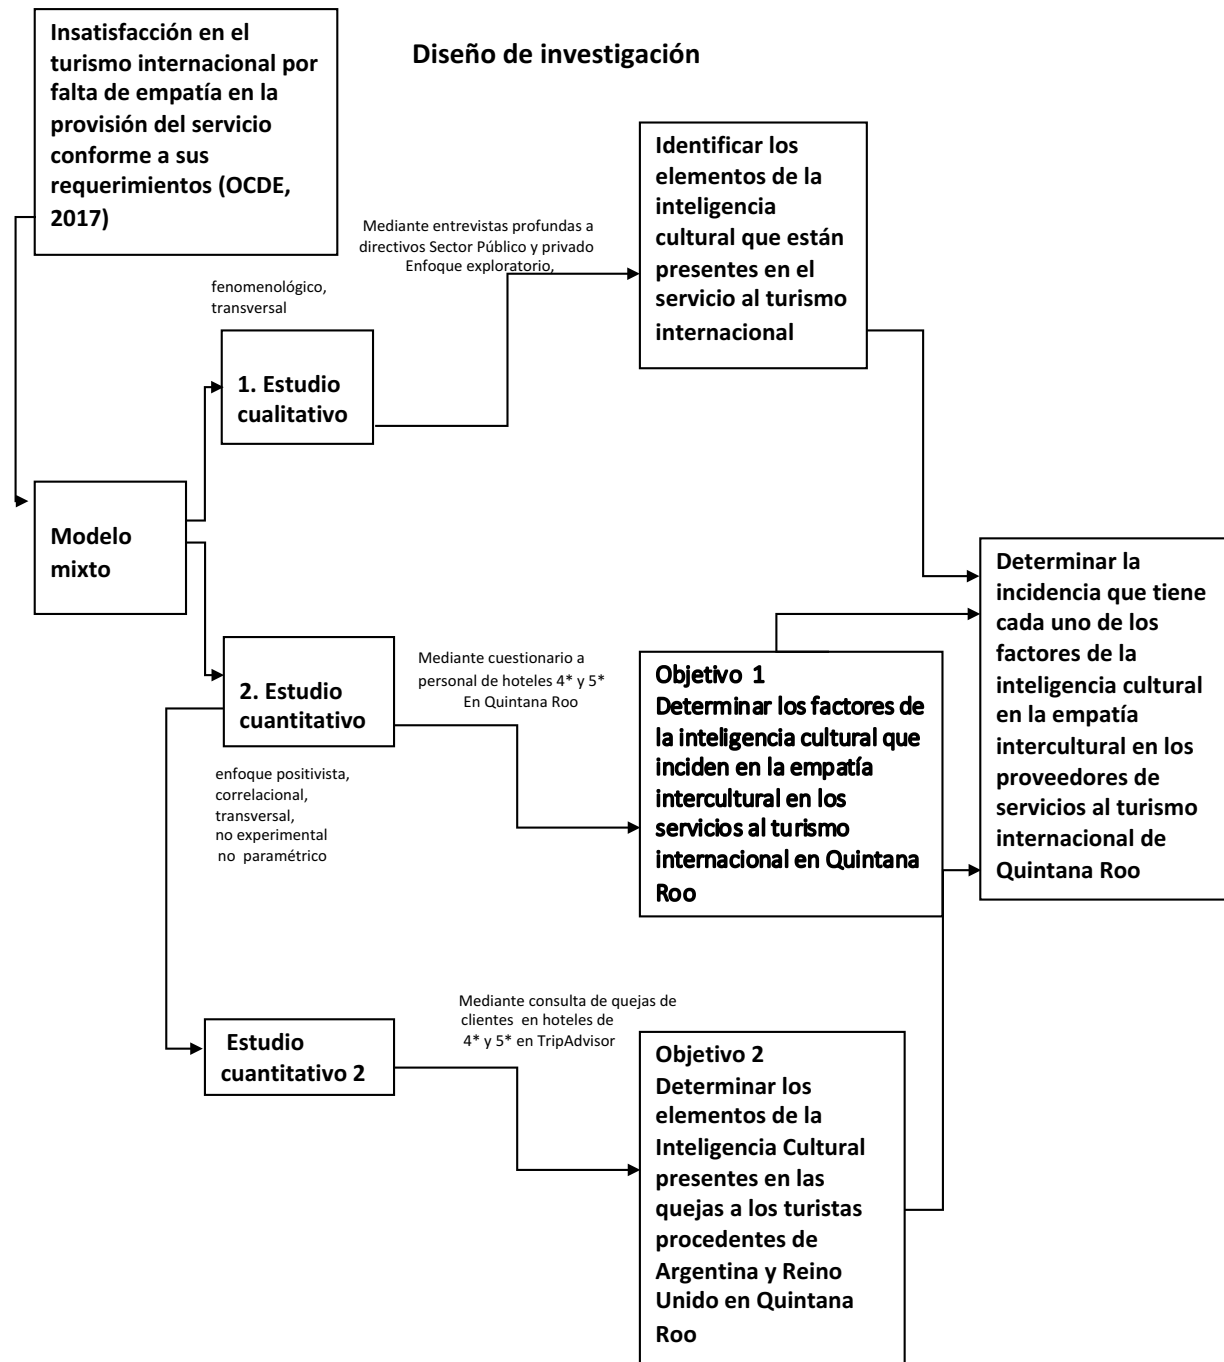 Insatisfacción en el
turismo internacional por
falta de empatía en la
provisión del servicio
conforme a sus
requerimientos (OCDE,
2017)
Diseño de investigación
Mediante entrevistas profundas a
directivos Sector Público y privado
Enfoque exploratorio,
fenomenológico,
transversal
1. Estudio
cualitativo
Identificar los
elementos de la
inteligencia
cultural que están
presentes en el
servicio al turismo
internacional
Modelo
mixto
2. Estudio
cuantitativo
enfoque positivista,
correlacional,
transversal,
no experimental
no paramétrico
Mediante cuestionario a
personal de hoteles 4* y 5*
En Quintana Roo
Objetivo 1
Determinar los factores de
la inteligencia cultural que
inciden en la empatía
intercultural en los
servicios al turismo
internacional en Quintana
Roo
Determinar la
incidencia que tiene
cada uno de los
factores de la
inteligencia cultural
en la empatía
intercultural en los
proveedores de
servicios al turismo
internacional de
Quintana Roo
Estudio
cuantitativo 2
Mediante consulta de quejas de
clientes en hoteles de
4* y 5* en TripAdvisor
Objetivo 2
Determinar los
elementos de la
Inteligencia Cultural
presentes en las
quejas a los turistas
procedentes de
Argentina y Reino
Unido en Quintana
Roo